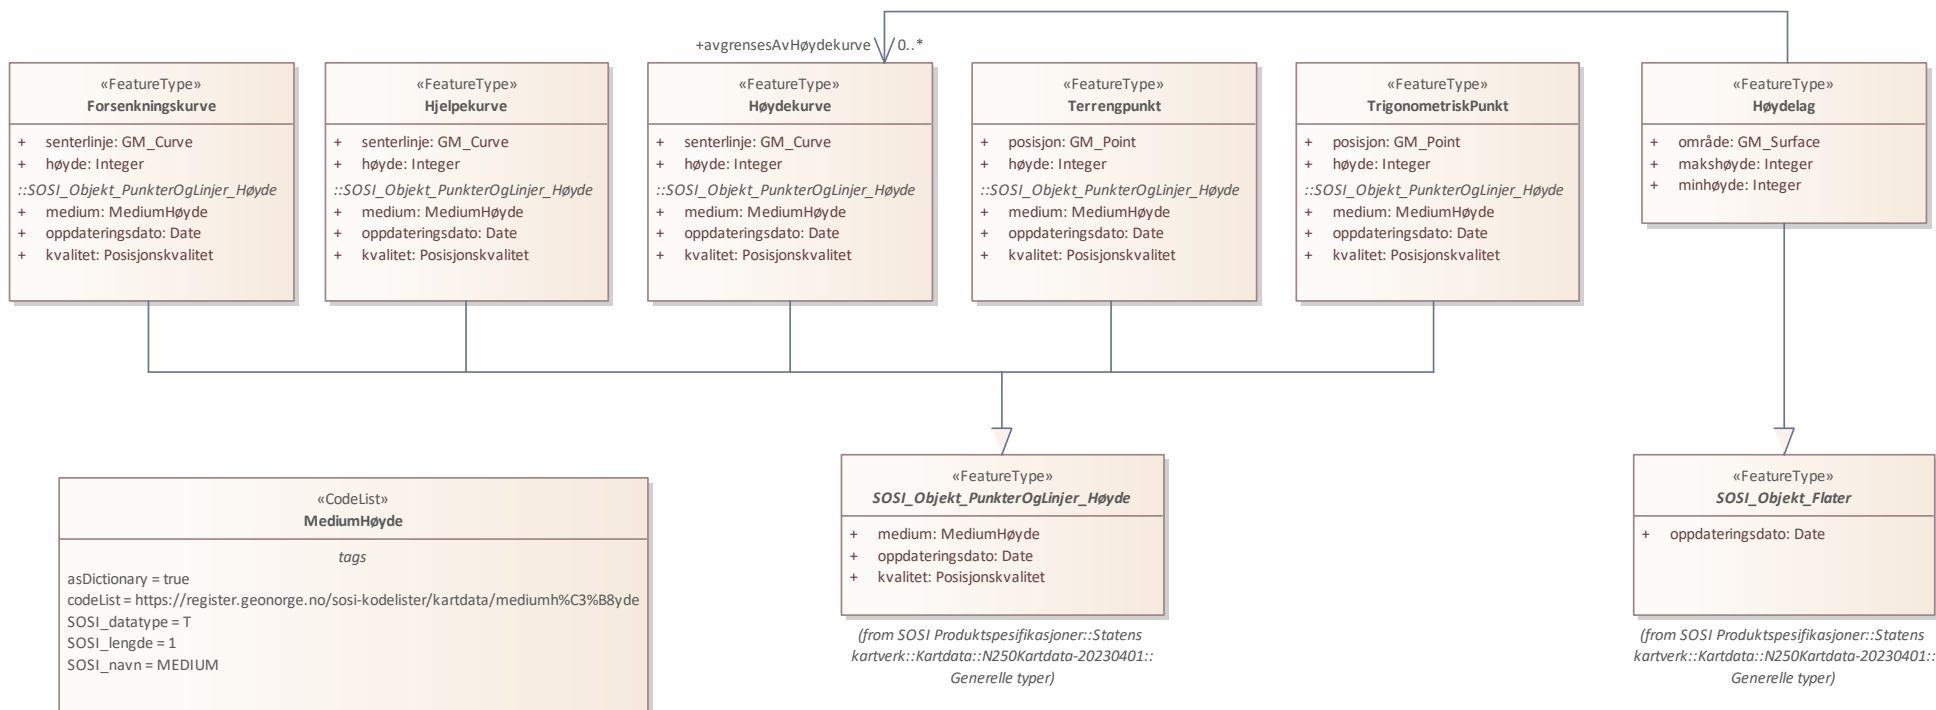 +avgrensesAvHøydekurve 0..*
«FeatureType»
Forsenkningskurve
+ senterlinje: GM_Curve
+ høyde: Integer
::SOSI_Objekt_PunkterOgLinjer_Høyde
+ medium: MediumHøyde
+ oppdateringsdato: Date
+ kvalitet: Posisjonskvalitet
«FeatureType»
Hjelpekurve
+ senterlinje: GM_Curve
+ høyde: Integer
::SOSI_Objekt_PunkterOgLinjer_Høyde
+ medium: MediumHøyde
+ oppdateringsdato: Date
+ kvalitet: Posisjonskvalitet
«FeatureType»
Høydekurve
+ senterlinje: GM_Curve
+ høyde: Integer
::SOSI_Objekt_PunkterOgLinjer_Høyde
+ medium: MediumHøyde
+ oppdateringsdato: Date
+ kvalitet: Posisjonskvalitet
«FeatureType»
Terrengpunkt
+ posisjon: GM_Point
+ høyde: Integer
::SOSI_Objekt_PunkterOgLinjer_Høyde
+ medium: MediumHøyde
+ oppdateringsdato: Date
+ kvalitet: Posisjonskvalitet
«FeatureType»
TrigonometriskPunkt
+ posisjon: GM_Point
+ høyde: Integer
::SOSI_Objekt_PunkterOgLinjer_Høyde
+ medium: MediumHøyde
+ oppdateringsdato: Date
+ kvalitet: Posisjonskvalitet
«FeatureType»
Høydelag
+ område: GM_Surface
+ makshøyde: Integer
+ minhøyde: Integer
«CodeList»
MediumHøyde
tags
asDictionary = true
codeList = https://register.geonorge.no/sosi-kodelister/kartdata/mediumh%C3%B8yde
SOSI_datatype = T
SOSI_lengde = 1
SOSI_navn = MEDIUM
«FeatureType»
SOSI_Objekt_PunkterOgLinjer_Høyde
+ medium: MediumHøyde
+ oppdateringsdato: Date
+ kvalitet: Posisjonskvalitet
(from SOSI Produktspesifikasjoner::Statens
kartverk::Kartdata::N250Kartdata-20230401::
Generelle typer)
«FeatureType»
SOSI_Objekt_Flater
+ oppdateringsdato: Date
(from SOSI Produktspesifikasjoner::Statens
kartverk::Kartdata::N250Kartdata-20230401::
Generelle typer)